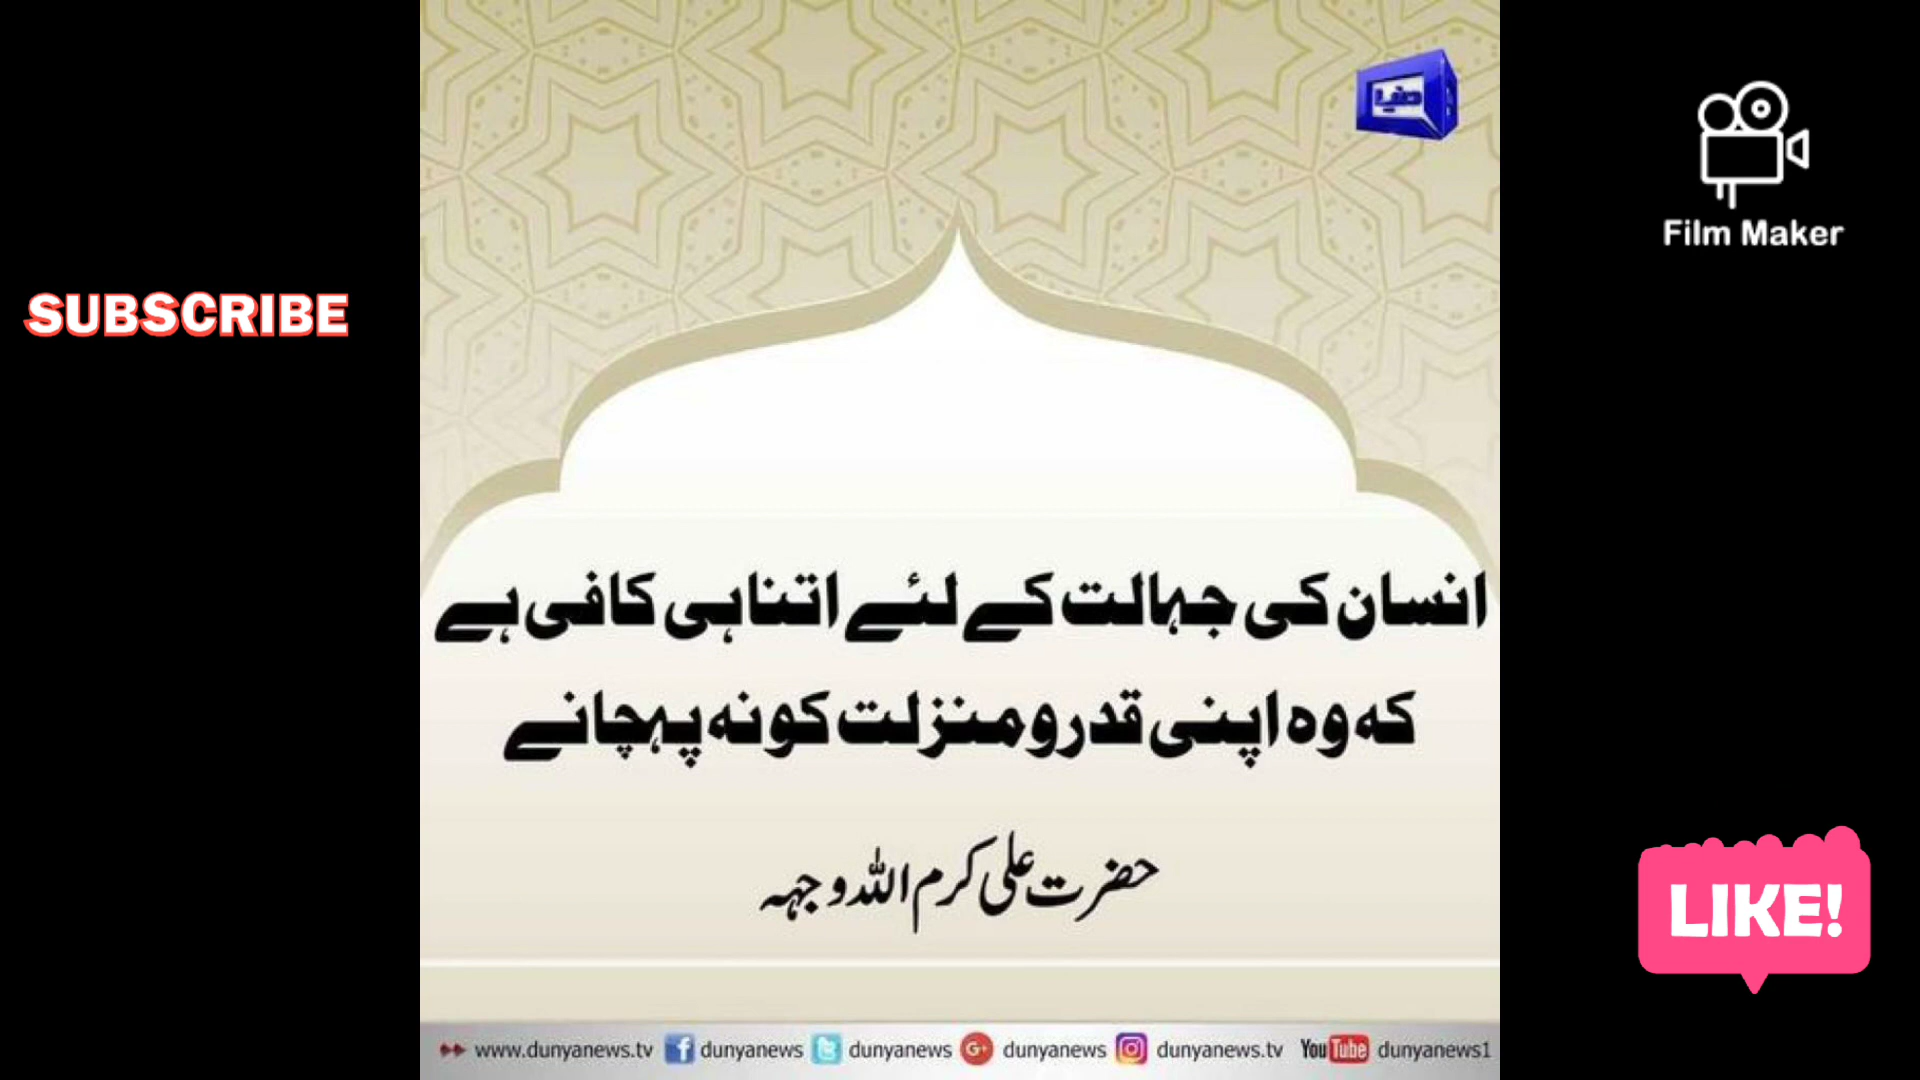 دنیا
Film Maker
SUBSCRIBE
انسان کی جہالت کے لئے اتنا ہی کافی ہے
کہ وہ اپنی قدر و منزلت کو نہ پہچانے
حضرت علی کرم اللہ وجہہ
LIKE!
www.dunyanews.tv dunyanews dunyanews G+ dunyanews dunyanews.tv YouTube dunyanews1